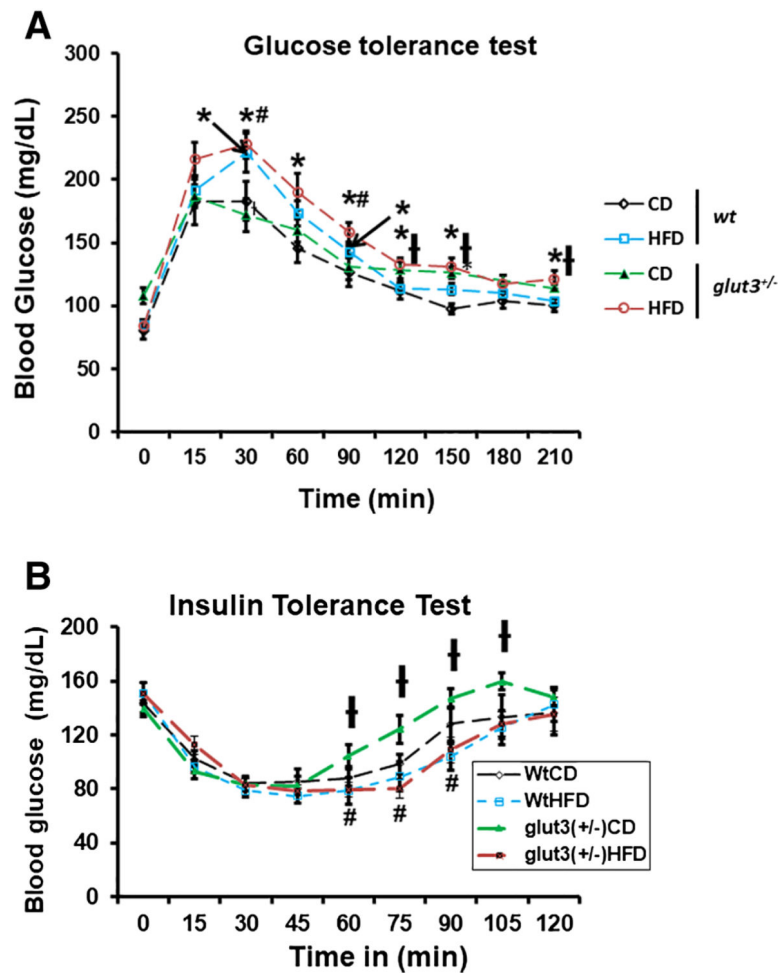 A
Glucose tolerance test
Blood Glucose (mg/dL)
300
250
200
150
100
50
0
* *#
*
*#
*
*╂
*╂
*
*╂
CD
HFD
wt
CD
HFD
glut3+/-
0 15 30 60 90 120 150 180 210
Time (min)
B
Insulin Tolerance Test
Blood glucose (mg/dL)
200
160
120
80
40
0
╂ ╂ ╂ ╂
# # #
WtCD
WtHFD
glut3(+/-)CD
glut3(+/-)HFD
0 15 30 45 60 75 90 105 120
Time in (min)